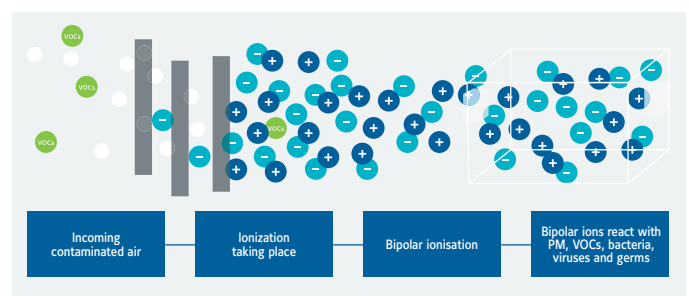 VOCs
VOCs
VOCs
VOCs
Incoming
contaminated air
Ionization
taking place
Bipolar ionisation
Bipolar ions react with
PM, VOCs, bacteria,
viruses and germs